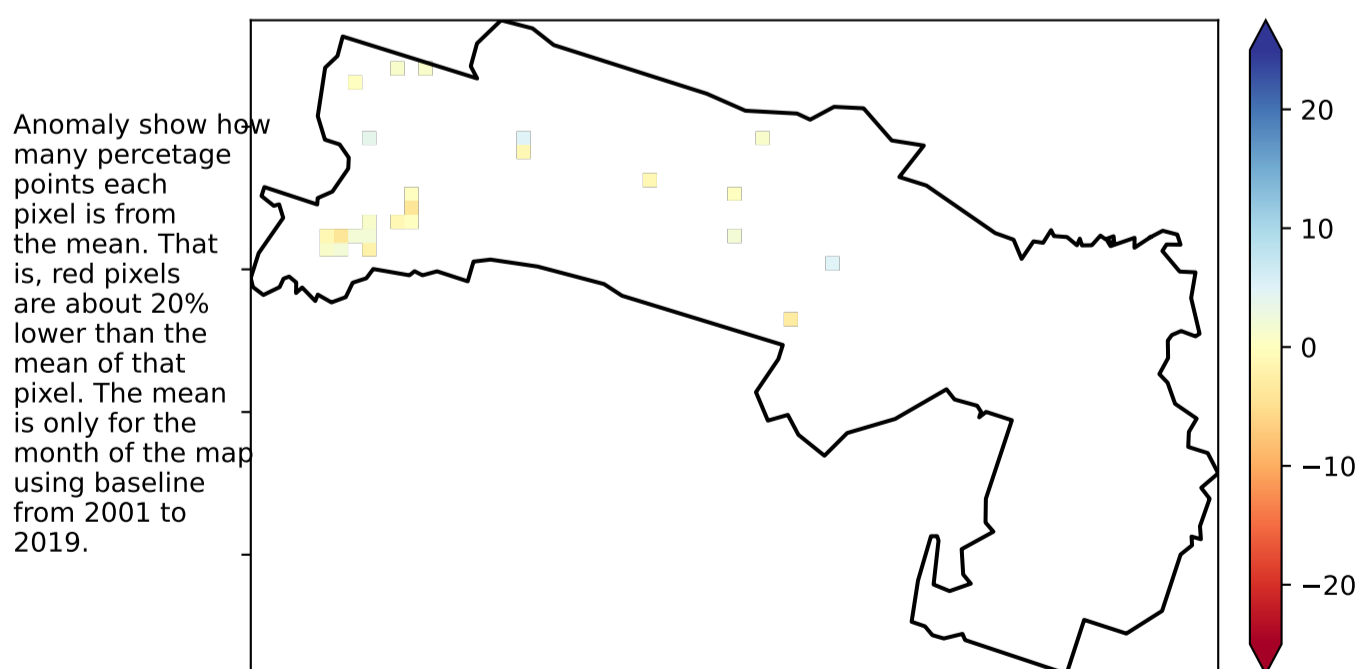 Anomaly show how
many percetage
points each
pixel is from
the mean. That
is, red pixels
are about 20%
lower than the
mean of that
pixel. The mean
is only for the
month of the map
using baseline
from 2001 to
2019.
20
10
0
−10
−20